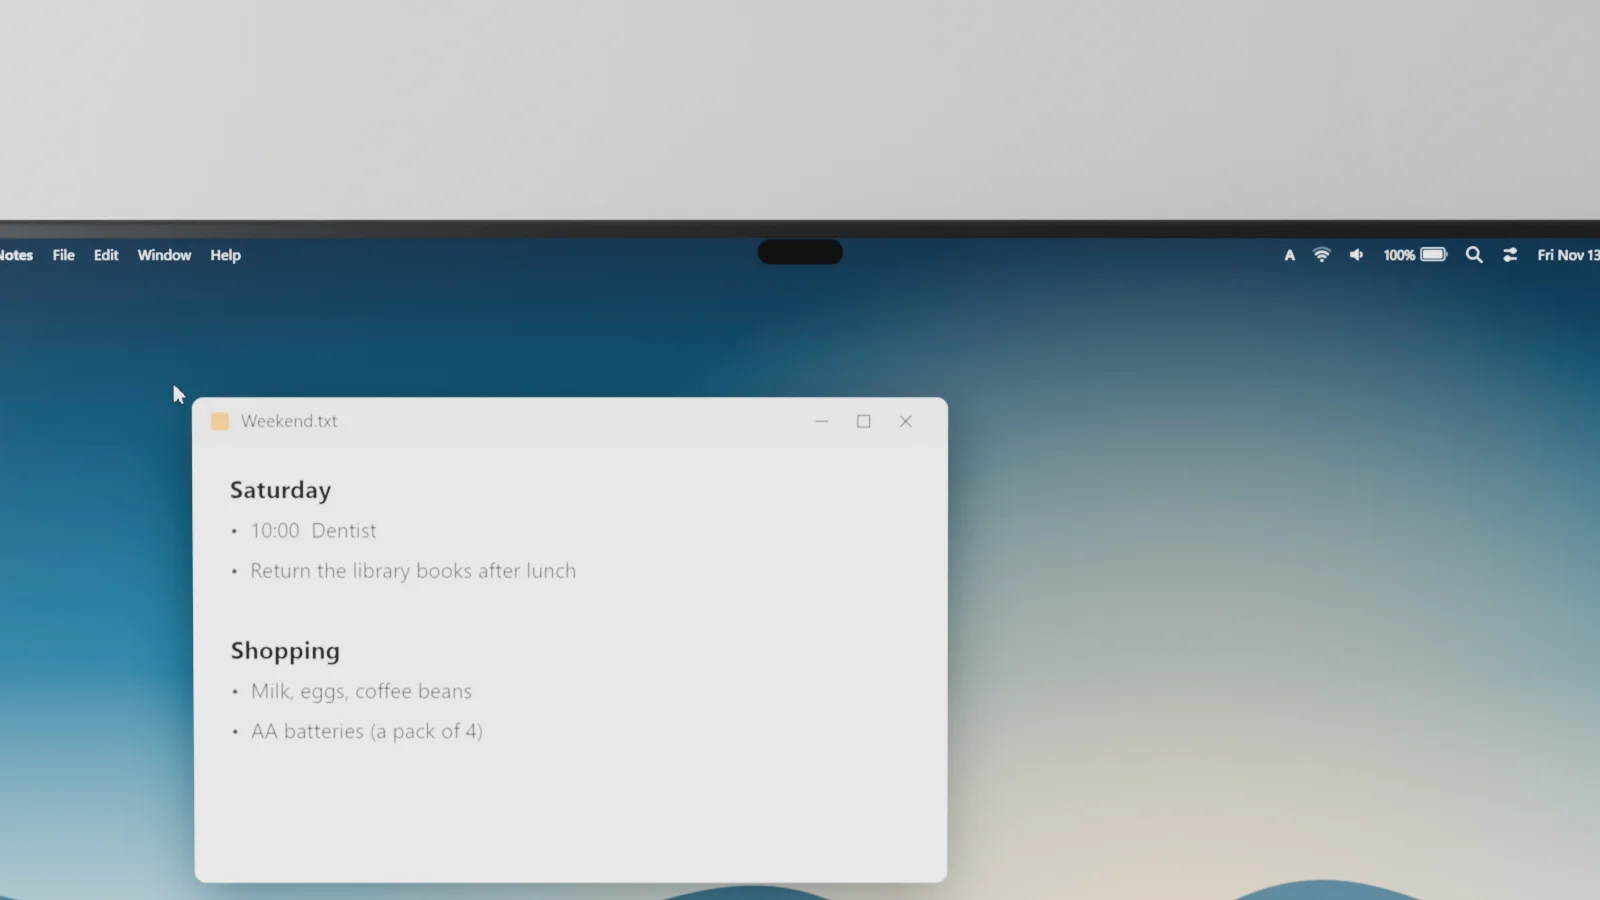 Notes File Edit Window Help A 100% Fri Nov 13
Weekend.txt
Saturday
• 10:00 Dentist
• Return the library books after lunch
Shopping
• Milk, eggs, coffee beans
• AA batteries (a pack of 4)